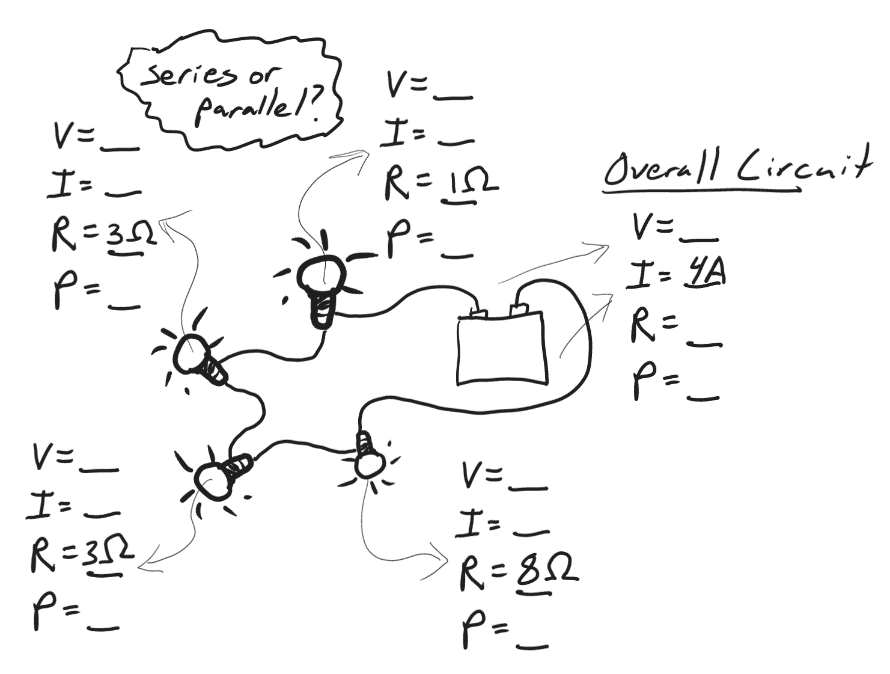 Series or
parallel?
V= __
I= __
R= 1Ω
P= __
V= __
I= __
R= 3Ω
P= __
Overall Circuit
V= __
I= 4A
R= __
P= __
V= __
I= __
R=3Ω
P= __
V= __
I= __
R= 8Ω
P= __